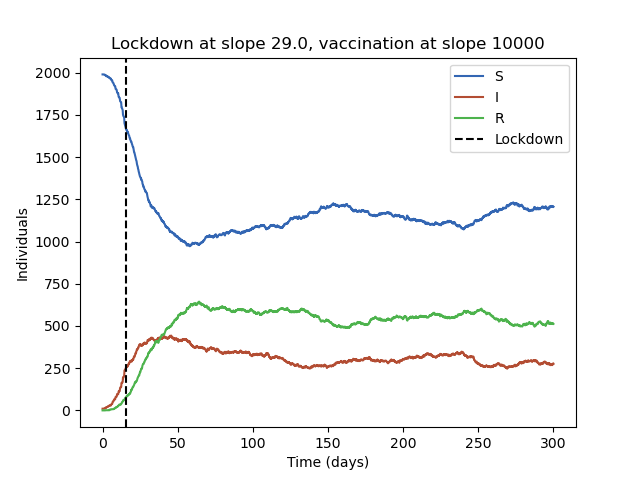 Lockdown at slope 29.0, vaccination at slope 10000
S
I
R
Lockdown
Individuals
2000
1750
1500
1250
1000
750
500
250
0
0 50 100 150 200 250 300
Time (days)